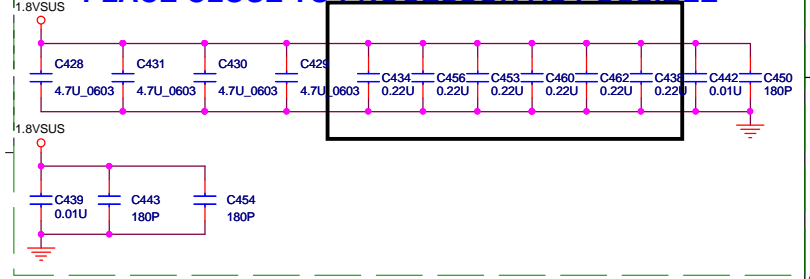 1.8VSUS
C428
4.7U_0603
C431
4.7U_0603
C430
4.7U_0603
C429
4.7U_0603
C434
0.22U
C456
0.22U
C453
0.22U
C460
0.22U
C462
0.22U
C438
0.22U
C442
0.01U
C450
180P
1.8VSUS
C439
0.01U
C443
180P
C454
180P